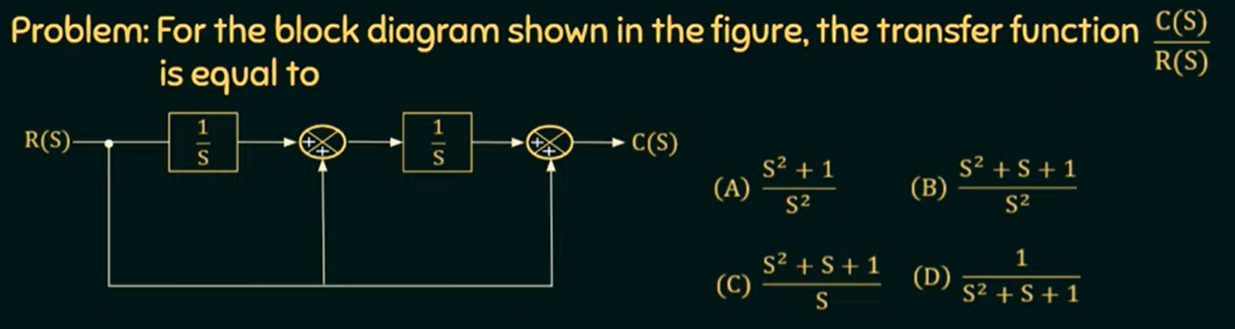 Problem: For the block diagram shown in the figure, the transfer function C(S)/R(S)
is equal to
R(S) 1/S + + 1/S + + C(S)
(A) S² + 1 / S² (B) S² + S + 1 / S²
(C) S² + S + 1 / S (D) 1 / S² + S + 1